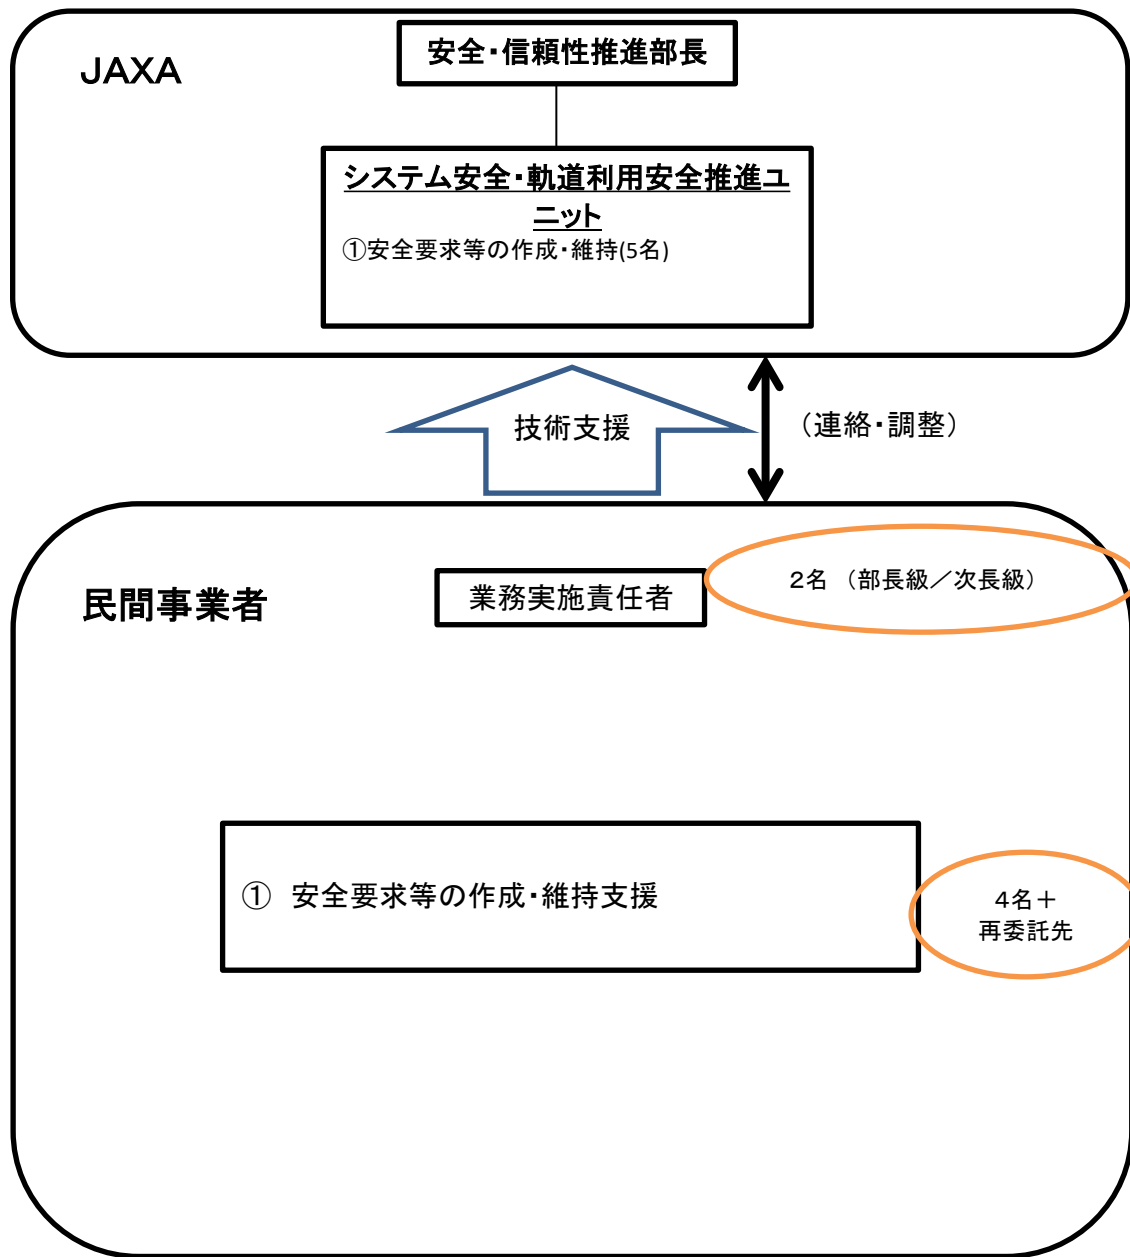 JAXA
安全・信頼性推進部長
システム安全・軌道利用安全推進ユ
ニット
①安全要求等の作成・維持(5名)
技術支援
（連絡・調整）
民間事業者
業務実施責任者
２名 （部長級／次長級）
① 安全要求等の作成・維持支援
４名＋
再委託先